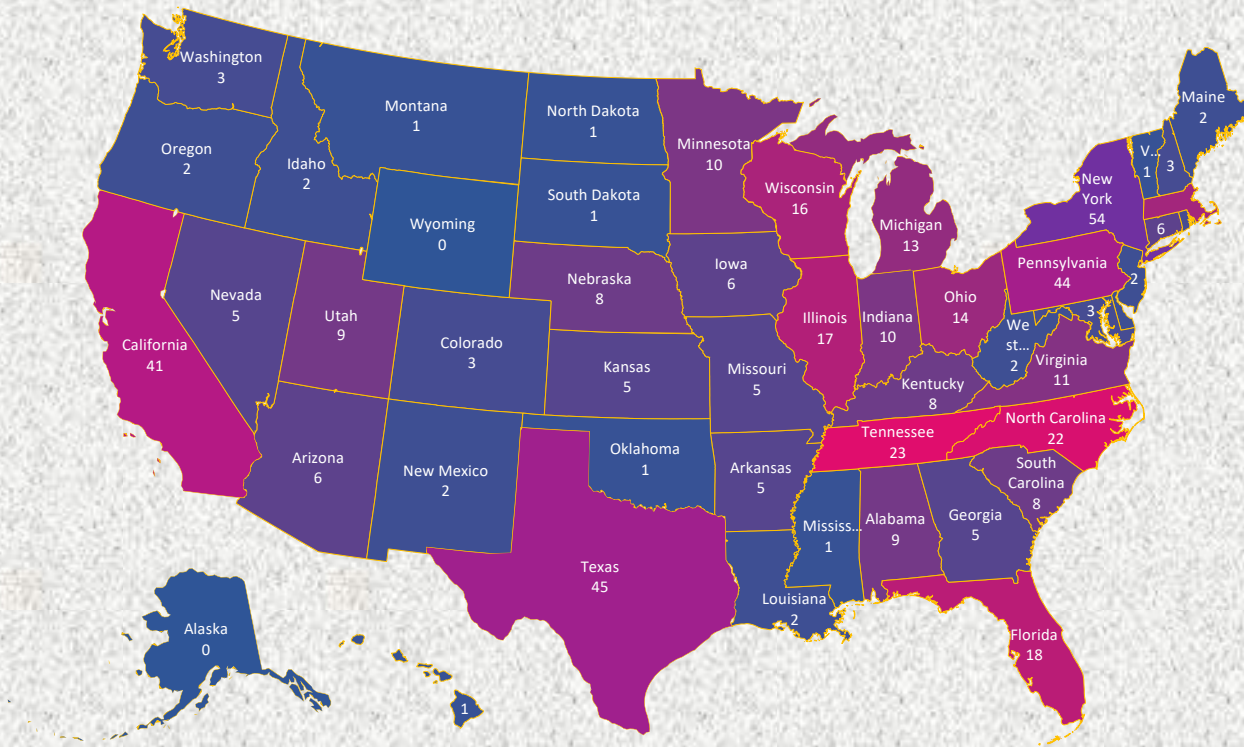 Washington
3
Montana
1
North Dakota
1
Minnesota
10
Maine
2
Oregon
2
Idaho
2
South Dakota
1
Wisconsin
16
V...
1
3
Wyoming
0
Michigan
13
New
York
54
6
Nevada
5
Utah
9
Colorado
3
Nebraska
8
Iowa
6
Illinois
17
Indiana
10
Ohio
14
Pennsylvania
44
2
California
41
Kansas
5
Missouri
5
Kentucky
8
We
st...
2
Virginia
11
3
Arizona
6
New Mexico
2
Oklahoma
1
Arkansas
5
Tennessee
23
North Carolina
22
South
Carolina
8
Texas
45
Louisiana
2
Mississ...
1
Alabama
9
Georgia
5
Florida
18
Alaska
0
1